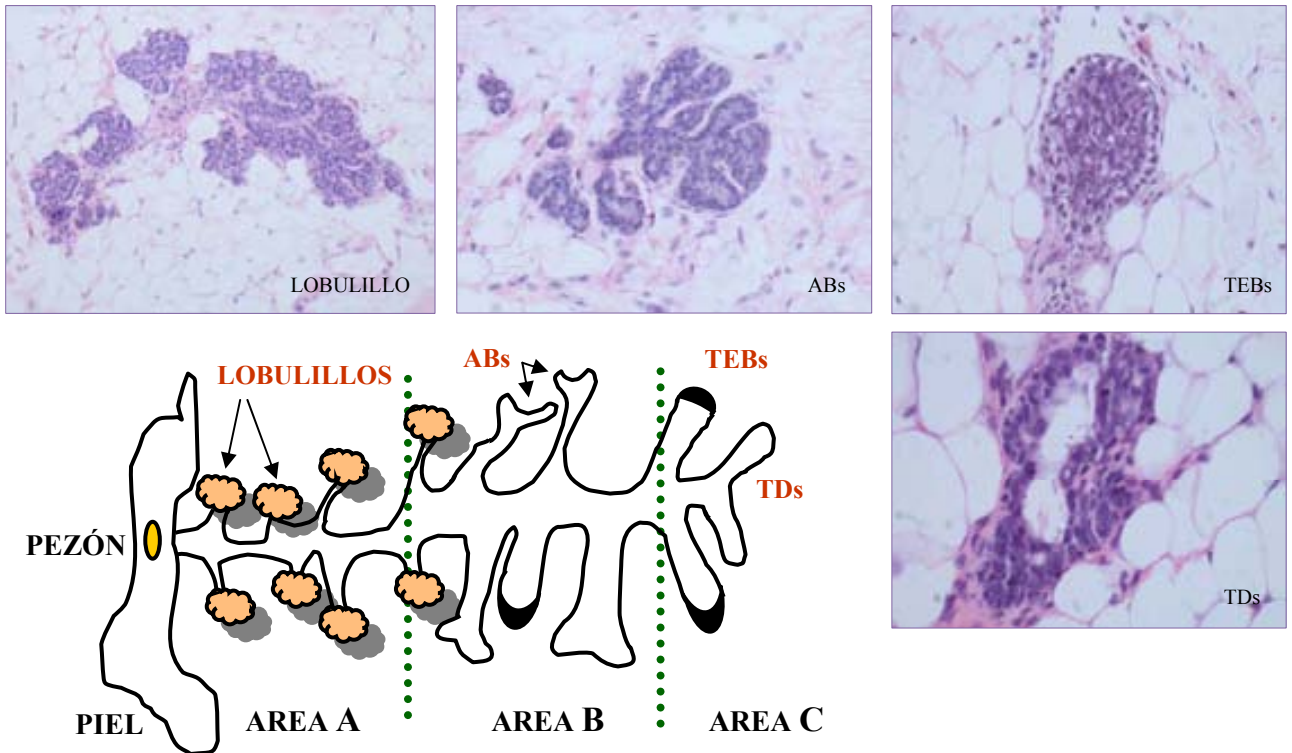 LOBULILLO
ABs
TEBs
ABs
TEBs
LOBULILLOS
TDs
PEZÓN
TDs
PIEL
AREA A
AREA B
AREA C